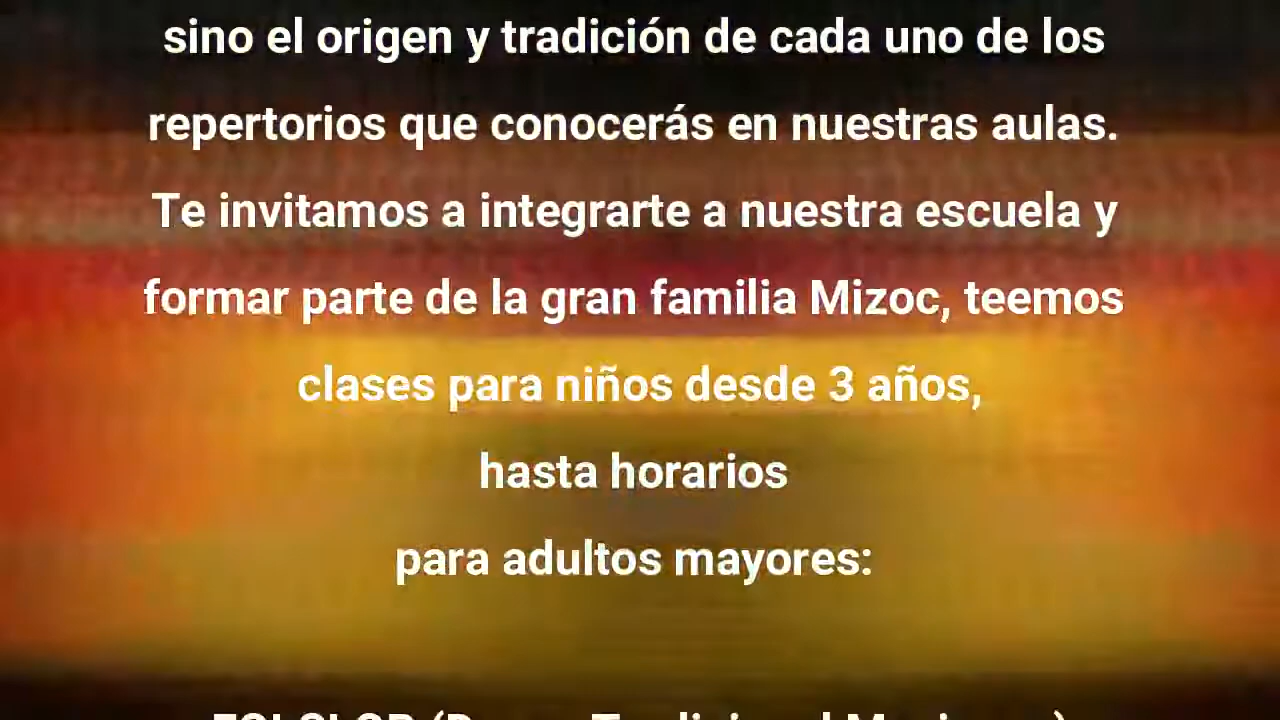 sino el origen y tradición de cada uno de los
repertorios que conocerás en nuestras aulas.
Te invitamos a integrarte a nuestra escuela y
formar parte de la gran familia Mizoc, teemos
clases para niños desde 3 años,
hasta horarios
para adultos mayores: